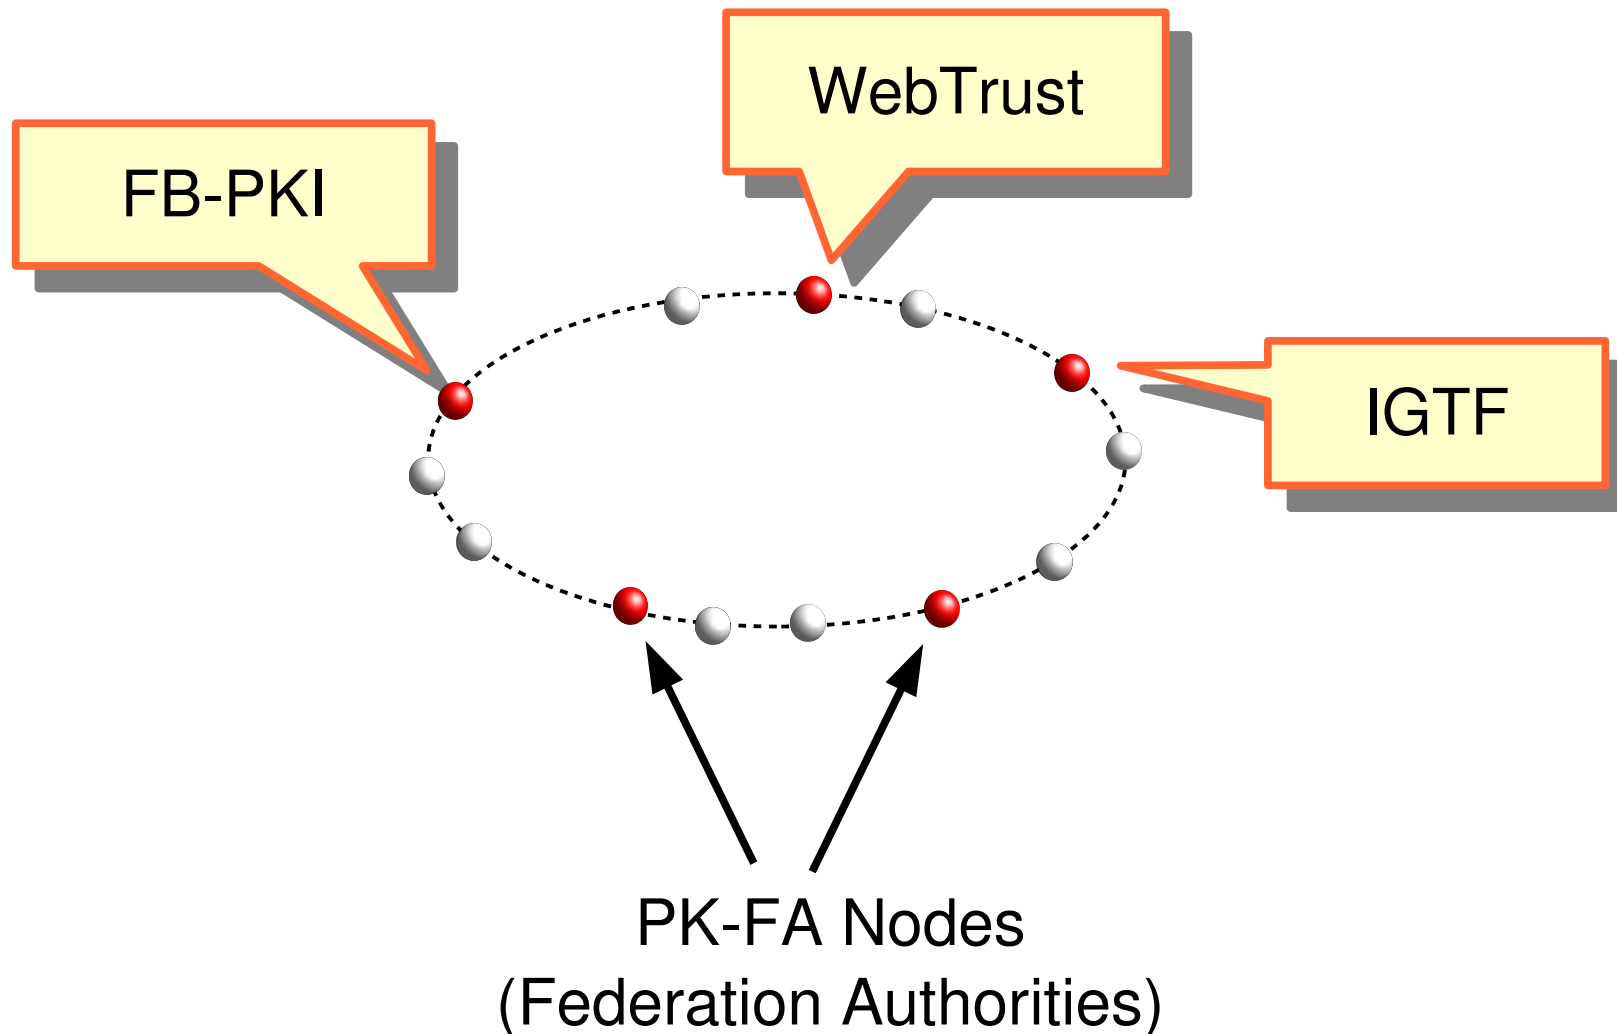 WebTrust
FB-PKI
IGTF
PK-FA Nodes
(Federation Authorities)